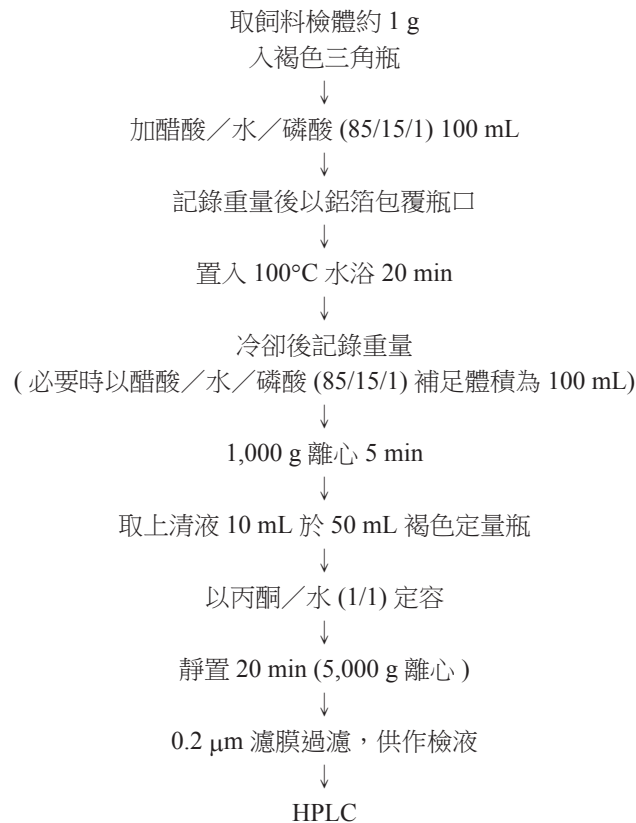 取飼料檢體約 1 g
入褐色三角瓶
↓
加醋酸／水／磷酸 (85/15/1) 100 mL
↓
記錄重量後以鋁箔包覆瓶口
↓
置入 100°C 水浴 20 min
↓
冷卻後記錄重量
( 必要時以醋酸／水／磷酸 (85/15/1) 補足體積為 100 mL)
↓
1,000 g 離心 5 min
↓
取上清液 10 mL 於 50 mL 褐色定量瓶
↓
以丙酮／水 (1/1) 定容
↓
靜置 20 min (5,000 g 離心 )
↓
0.2 μm 濾膜過濾，供作檢液
↓
HPLC